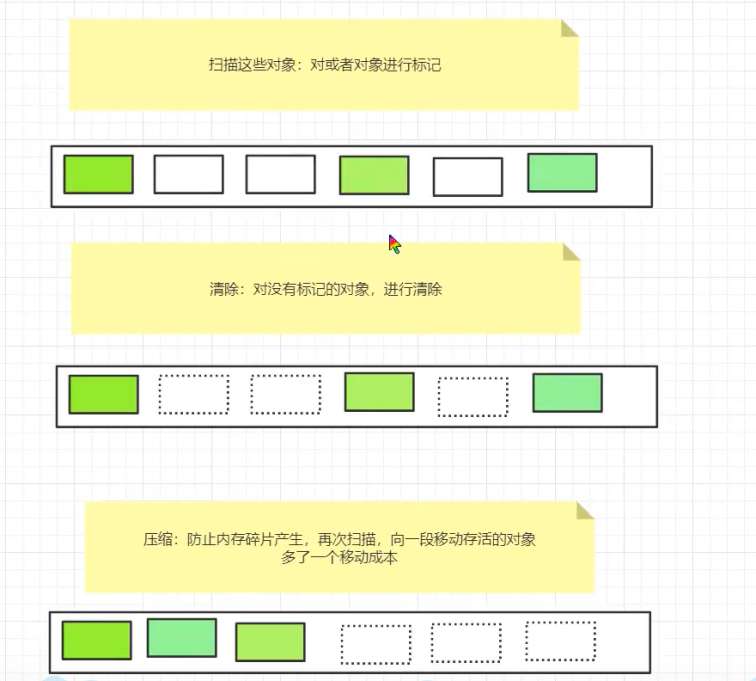 扫描这些对象：对或者对象进行标记
清除：对没有标记的对象，进行清除
压缩：防止内存碎片产生，再次扫描，向一段移动存活的对象
多了一个移动成本